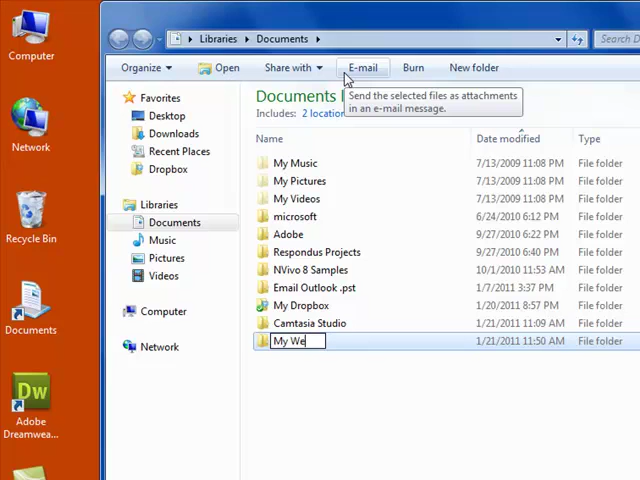 Computer
Network
Recycle Bin
Documents
Adobe
Dreamwea...
Libraries Documents
Search Docu
Organize Open Share with E-mail Burn New folder
Send the selected files as attachments
in an e-mail message.
Favorites
Desktop
Downloads
Recent Places
Dropbox
Libraries
Documents
Music
Pictures
Videos
Computer
Network
Documents
Includes: 2 location
Name Date modified Type
My Music 7/13/2009 11:08 PM File folder
My Pictures 7/13/2009 11:08 PM File folder
My Videos 7/13/2009 11:08 PM File folder
microsoft 6/24/2010 6:12 PM File folder
Adobe 9/27/2010 6:22 PM File folder
Respondus Projects 9/27/2010 6:40 PM File folder
NVivo 8 Samples 10/1/2010 11:53 AM File folder
Email Outlook .pst 1/7/2011 3:37 PM File folder
My Dropbox 1/20/2011 8:57 PM File folder
Camtasia Studio 1/21/2011 11:09 AM File folder
My We 1/21/2011 11:50 AM File folder